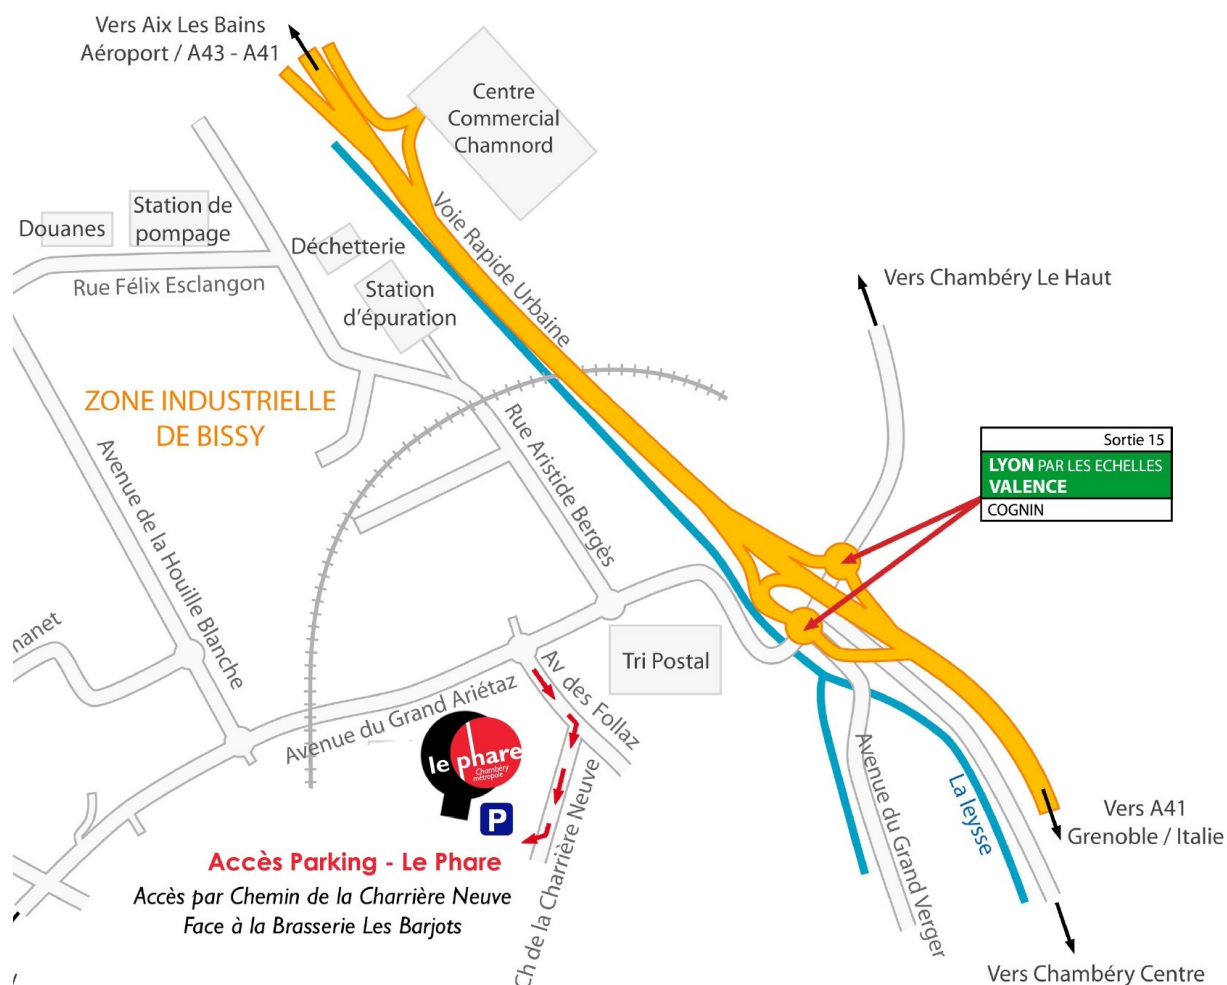 Vers Aix Les Bains
Aéroport / A43 - A41
Centre
Commercial
Chamnord
Station de
pompage
Douanes
Déchetterie
Rue Félix Esclangon
Station
d'épuration
Voie Rapide Urbaine
Vers Chambéry Le Haut
ZONE INDUSTRIELLE
DE BISSY
Rue Aristide Bergès
Avenue de la Houille Blanche
Sortie 15
LYON PAR LES ECHELLES
VALENCE
COGNIN
manet
Tri Postal
Av des Follaz
Avenue du Grand Ariétaz
le phare
Chambéry
métropole
P
Accès Parking - Le Phare
Accès par Chemin de la Charrière Neuve
Face à la Brasserie Les Barjots
Ch de la Charrière Neuve
Avenue du Grand Verger
La leysse
Vers A41
Grenoble / Italie
Vers Chambéry Centre